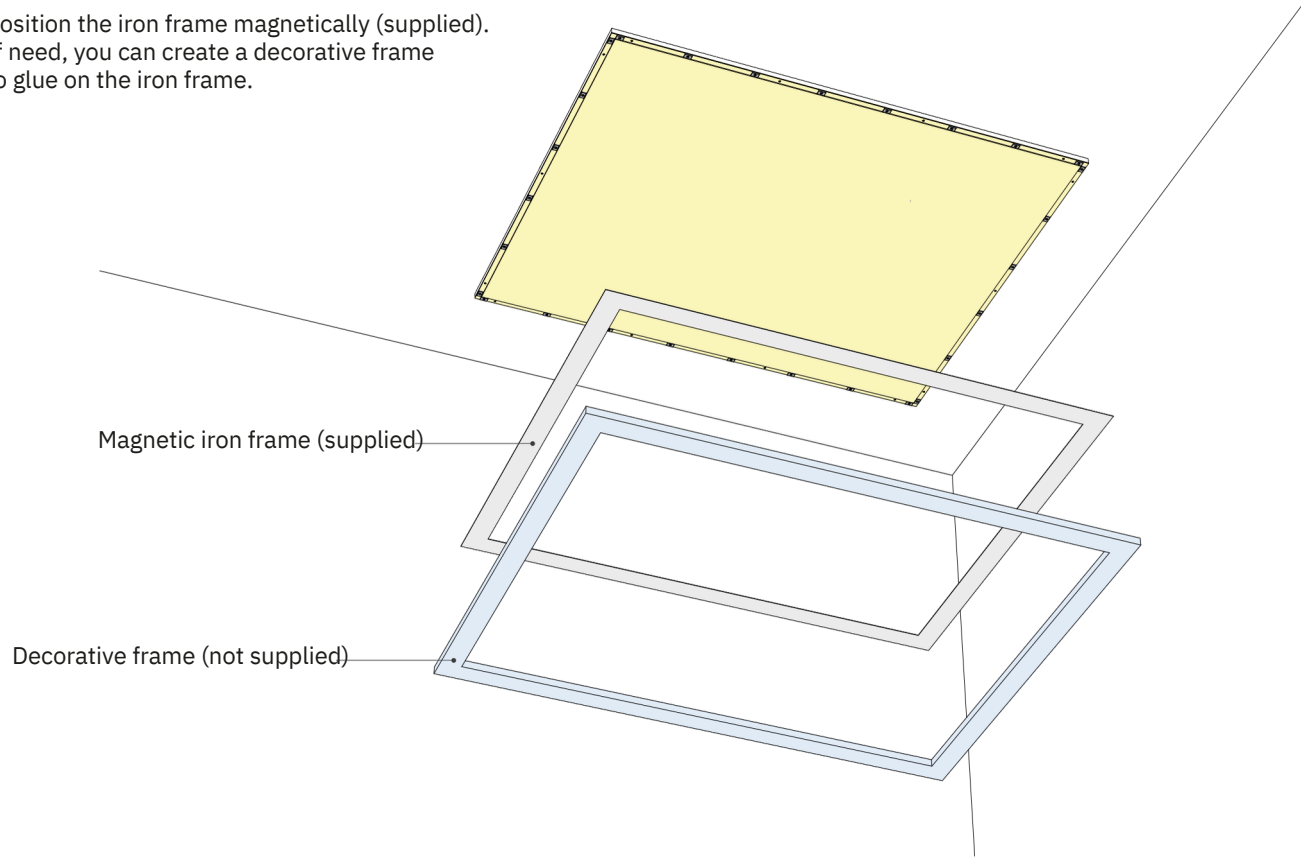 osition the iron frame magnetically (supplied).
need, you can create a decorative frame
glue on the iron frame.
Magnetic iron frame (supplied)
Decorative frame (not supplied)